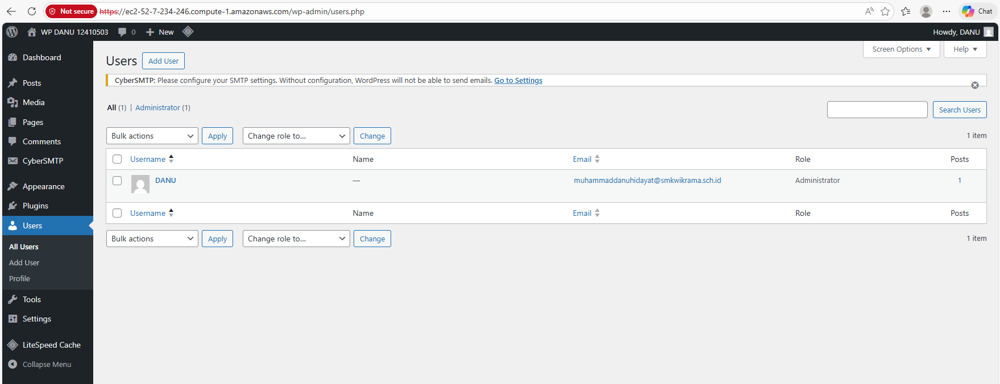 Not secure https://ec2-52-7-234-246.compute-1.amazonaws.com/wp-admin/users.php Chat
WP DANU 12410503 0 New Howdy, DANU
Screen Options Help
Dashboard
Posts
Media
Pages
Comments
CyberSMTP
Appearance
Plugins
Users
All Users
Add User
Profile
Tools
Settings
LiteSpeed Cache
Collapse Menu
Users Add User
CyberSMTP: Please configure your SMTP settings. Without configuration, WordPress will not be able to send emails. Go to Settings
All (1) | Administrator (1) Search Users
Bulk actions Apply Change role to... Change 1 item
Username Name Email Role Posts
DANU — muhammaddanuhidayat@smkwikrama.sch.id Administrator 1
Username Name Email Role Posts
Bulk actions Apply Change role to... Change 1 item